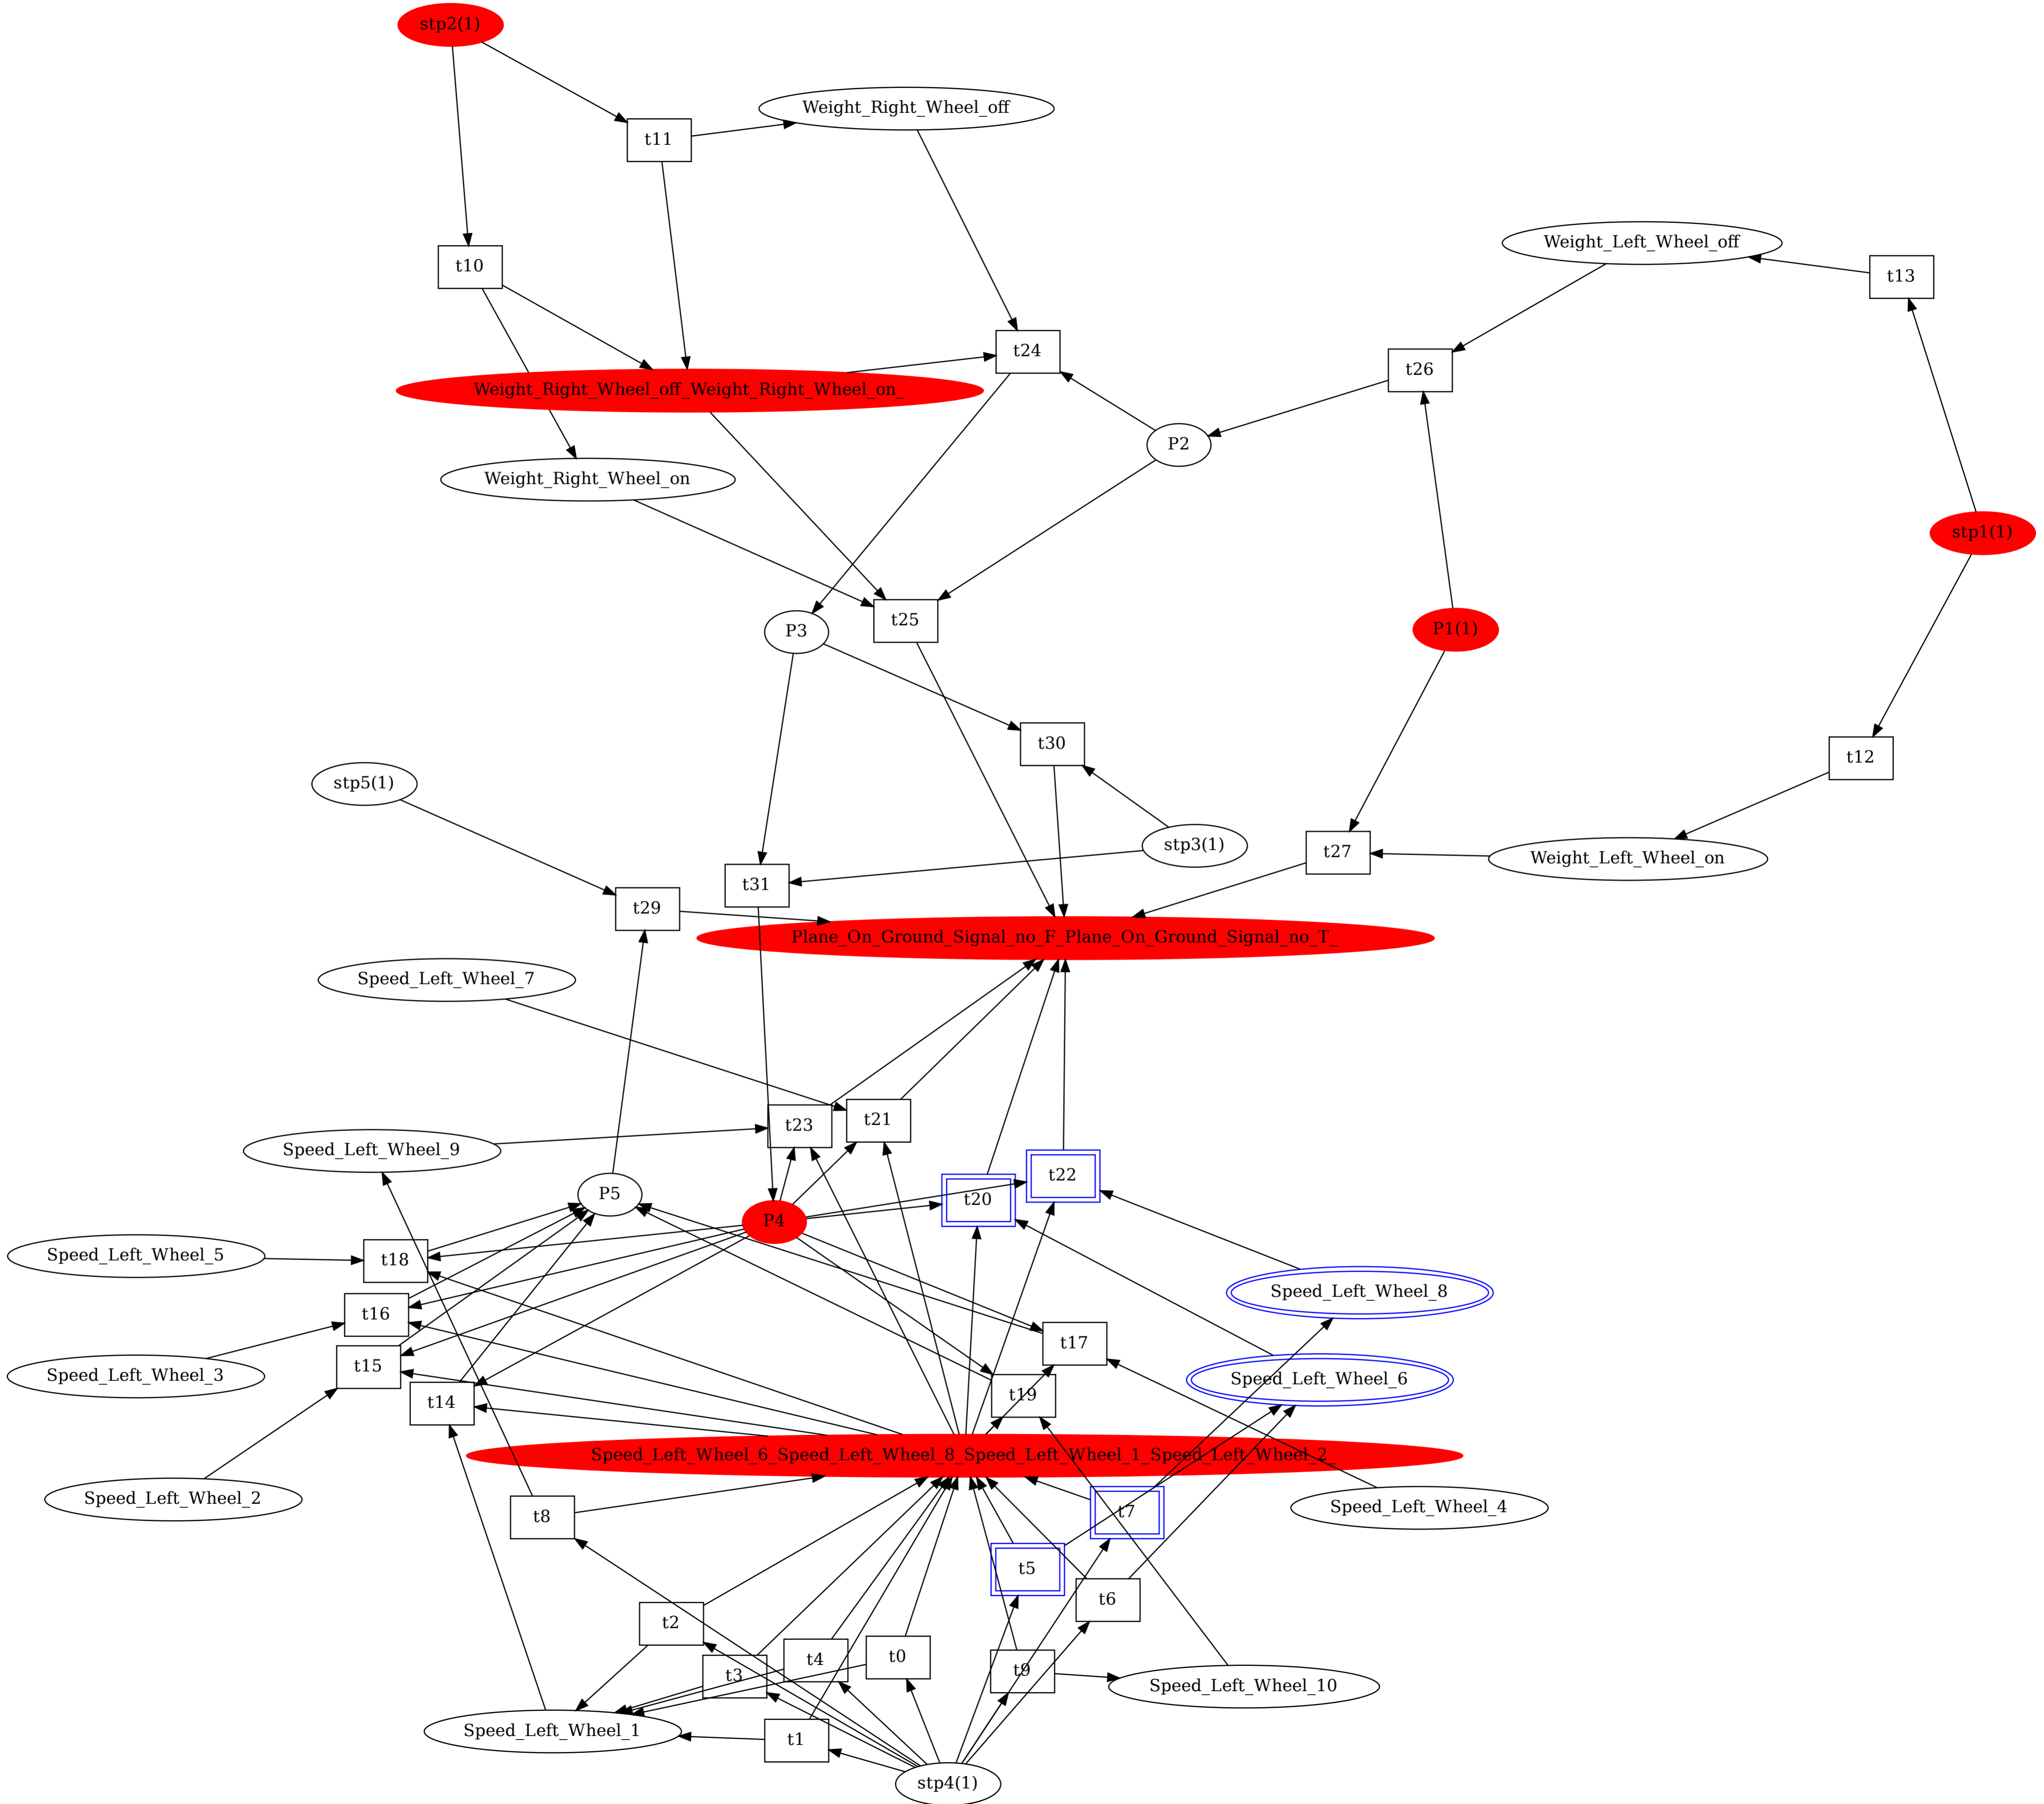 stp2(1)
Weight_Right_Wheel_off
t11
Weight_Left_Wheel_off
t10
t13
t24
t26
Weight_Right_Wheel_off_Weight_Right_Wheel_on_
P2
Weight_Right_Wheel_on
stp1(1)
t25
P1(1)
P3
t30
t12
stp5(1)
stp3(1)
t27
Weight_Left_Wheel_on
t31
t29
Plane_On_Ground_Signal_no_F_Plane_On_Ground_Signal_no_T_
Speed_Left_Wheel_7
t21
t23
Speed_Left_Wheel_9
t22
P5
t20
P4
Speed_Left_Wheel_5
t18
Speed_Left_Wheel_8
t16
t17
t15
Speed_Left_Wheel_3
Speed_Left_Wheel_6
t19
t14
Speed_Left_Wheel_6_Speed_Left_Wheel_8_Speed_Left_Wheel_1_Speed_Left_Wheel_2_
Speed_Left_Wheel_2
Speed_Left_Wheel_4
t7
t8
t5
t6
t2
t0
t4
t9
t3
Speed_Left_Wheel_10
Speed_Left_Wheel_1
t1
stp4(1)